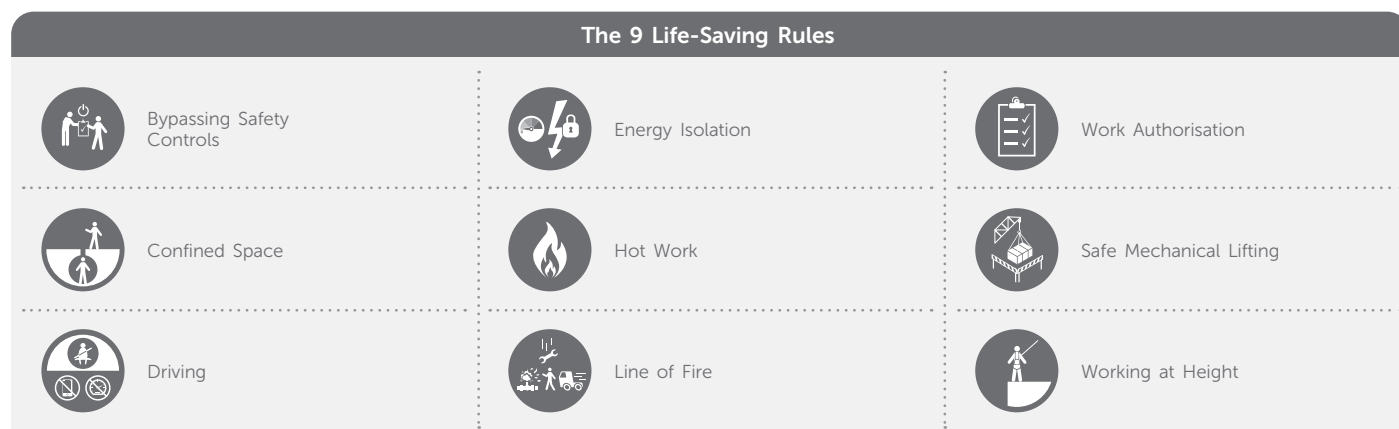 The 9 Life-Saving Rules
Bypassing Safety
Controls
Energy Isolation
Work Authorisation
Confined Space
Hot Work
Safe Mechanical Lifting
Driving
Line of Fire
Working at Height